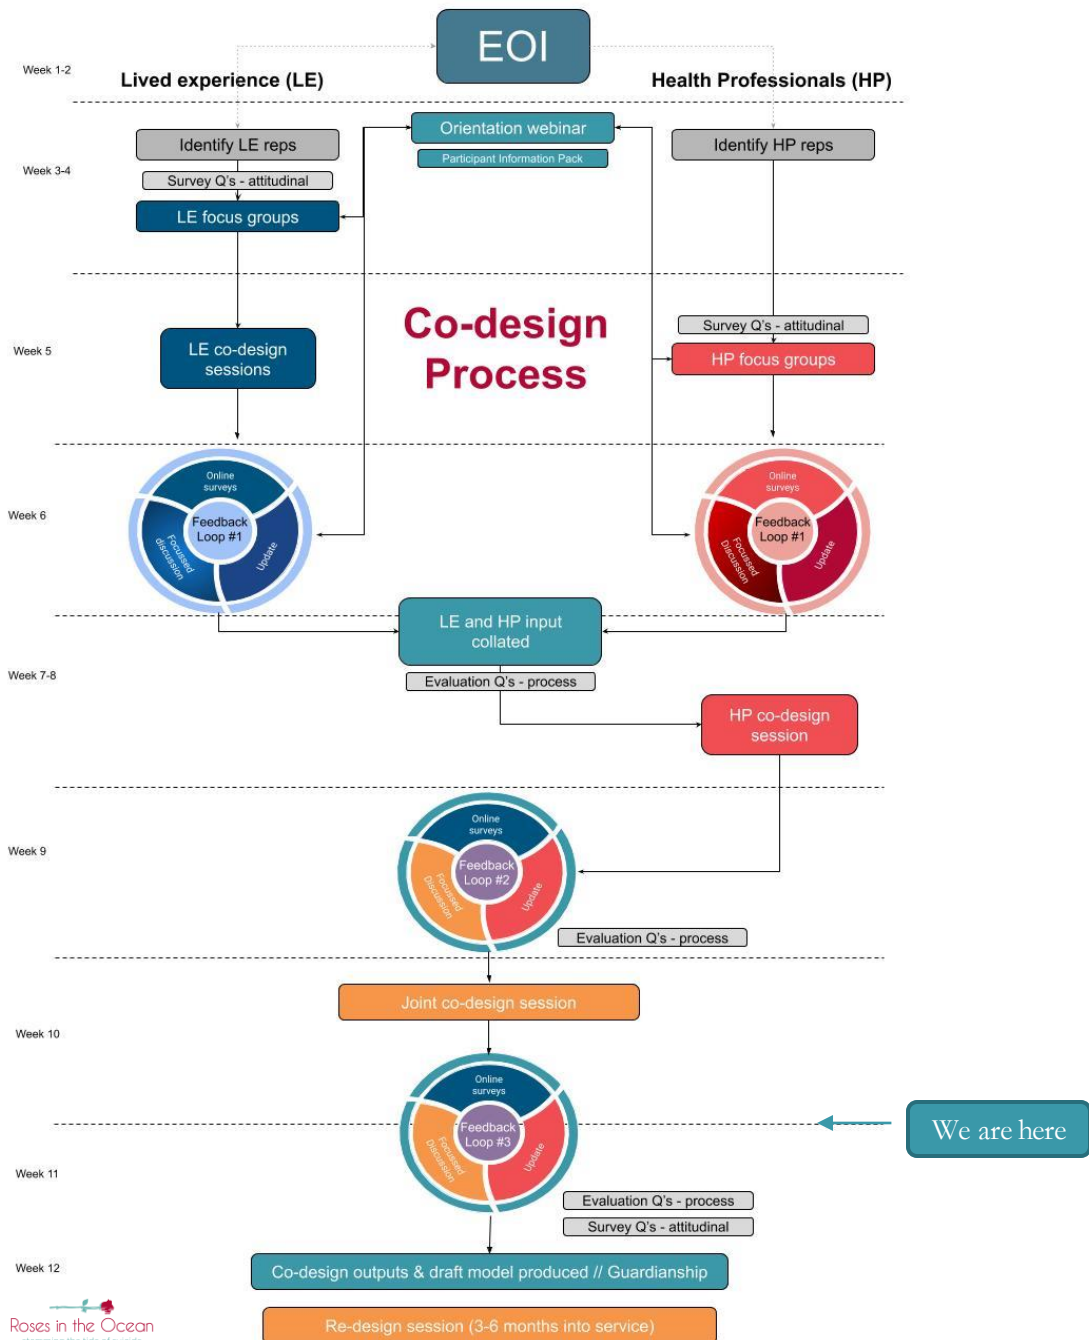 EOI
Week 1-2
Lived experience (LE)
Health Professionals (HP)
Orientation webinar
Participant Information Pack
Identify LE reps
Identify HP reps
Week 3-4
Survey Q's - attitudinal
LE focus groups
Co-design
Process
Survey Q's - attitudinal
Week 5
LE co-design
sessions
HP focus groups
Online
surveys
Feedback
Loop #1
Focussed
discussion
Update
Online
surveys
Feedback
Loop #1
Focussed
Discussion
Update
Week 6
LE and HP input
collated
Week 7-8
Evaluation Q's - process
HP co-design
session
Online
surveys
Week 9
Feedback
Loop #2
Focussed
Discussion
Update
Evaluation Q's - process
Joint co-design session
Week 10
Online
surveys
Feedback
Loop #3
Focussed
Discussion
Update
We are here
Week 11
Evaluation Q's - process
Survey Q's - attitudinal
Week 12
Co-design outputs & draft model produced // Guardianship
Roses in the Ocean
Re-design session (3-6 months into service)